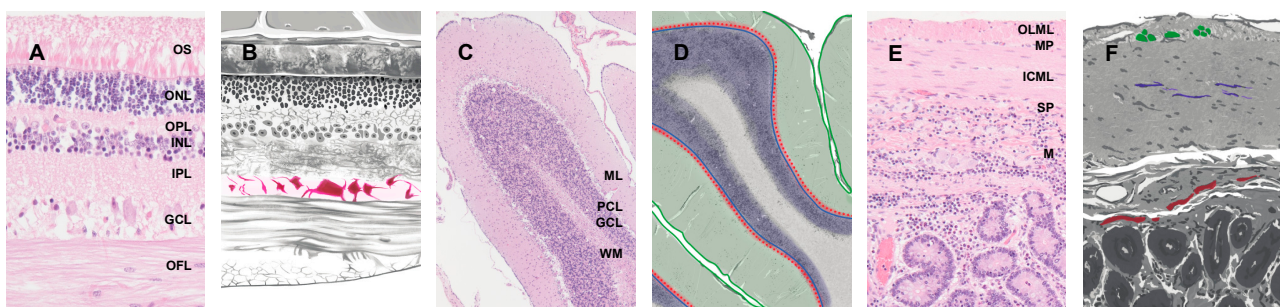 A
OS
ONL
OPL
INL
IPL
GCL
OFL
B
C
ML
PCL
GCL
WM
D
E
OLML
MP
ICML
SP
M
F